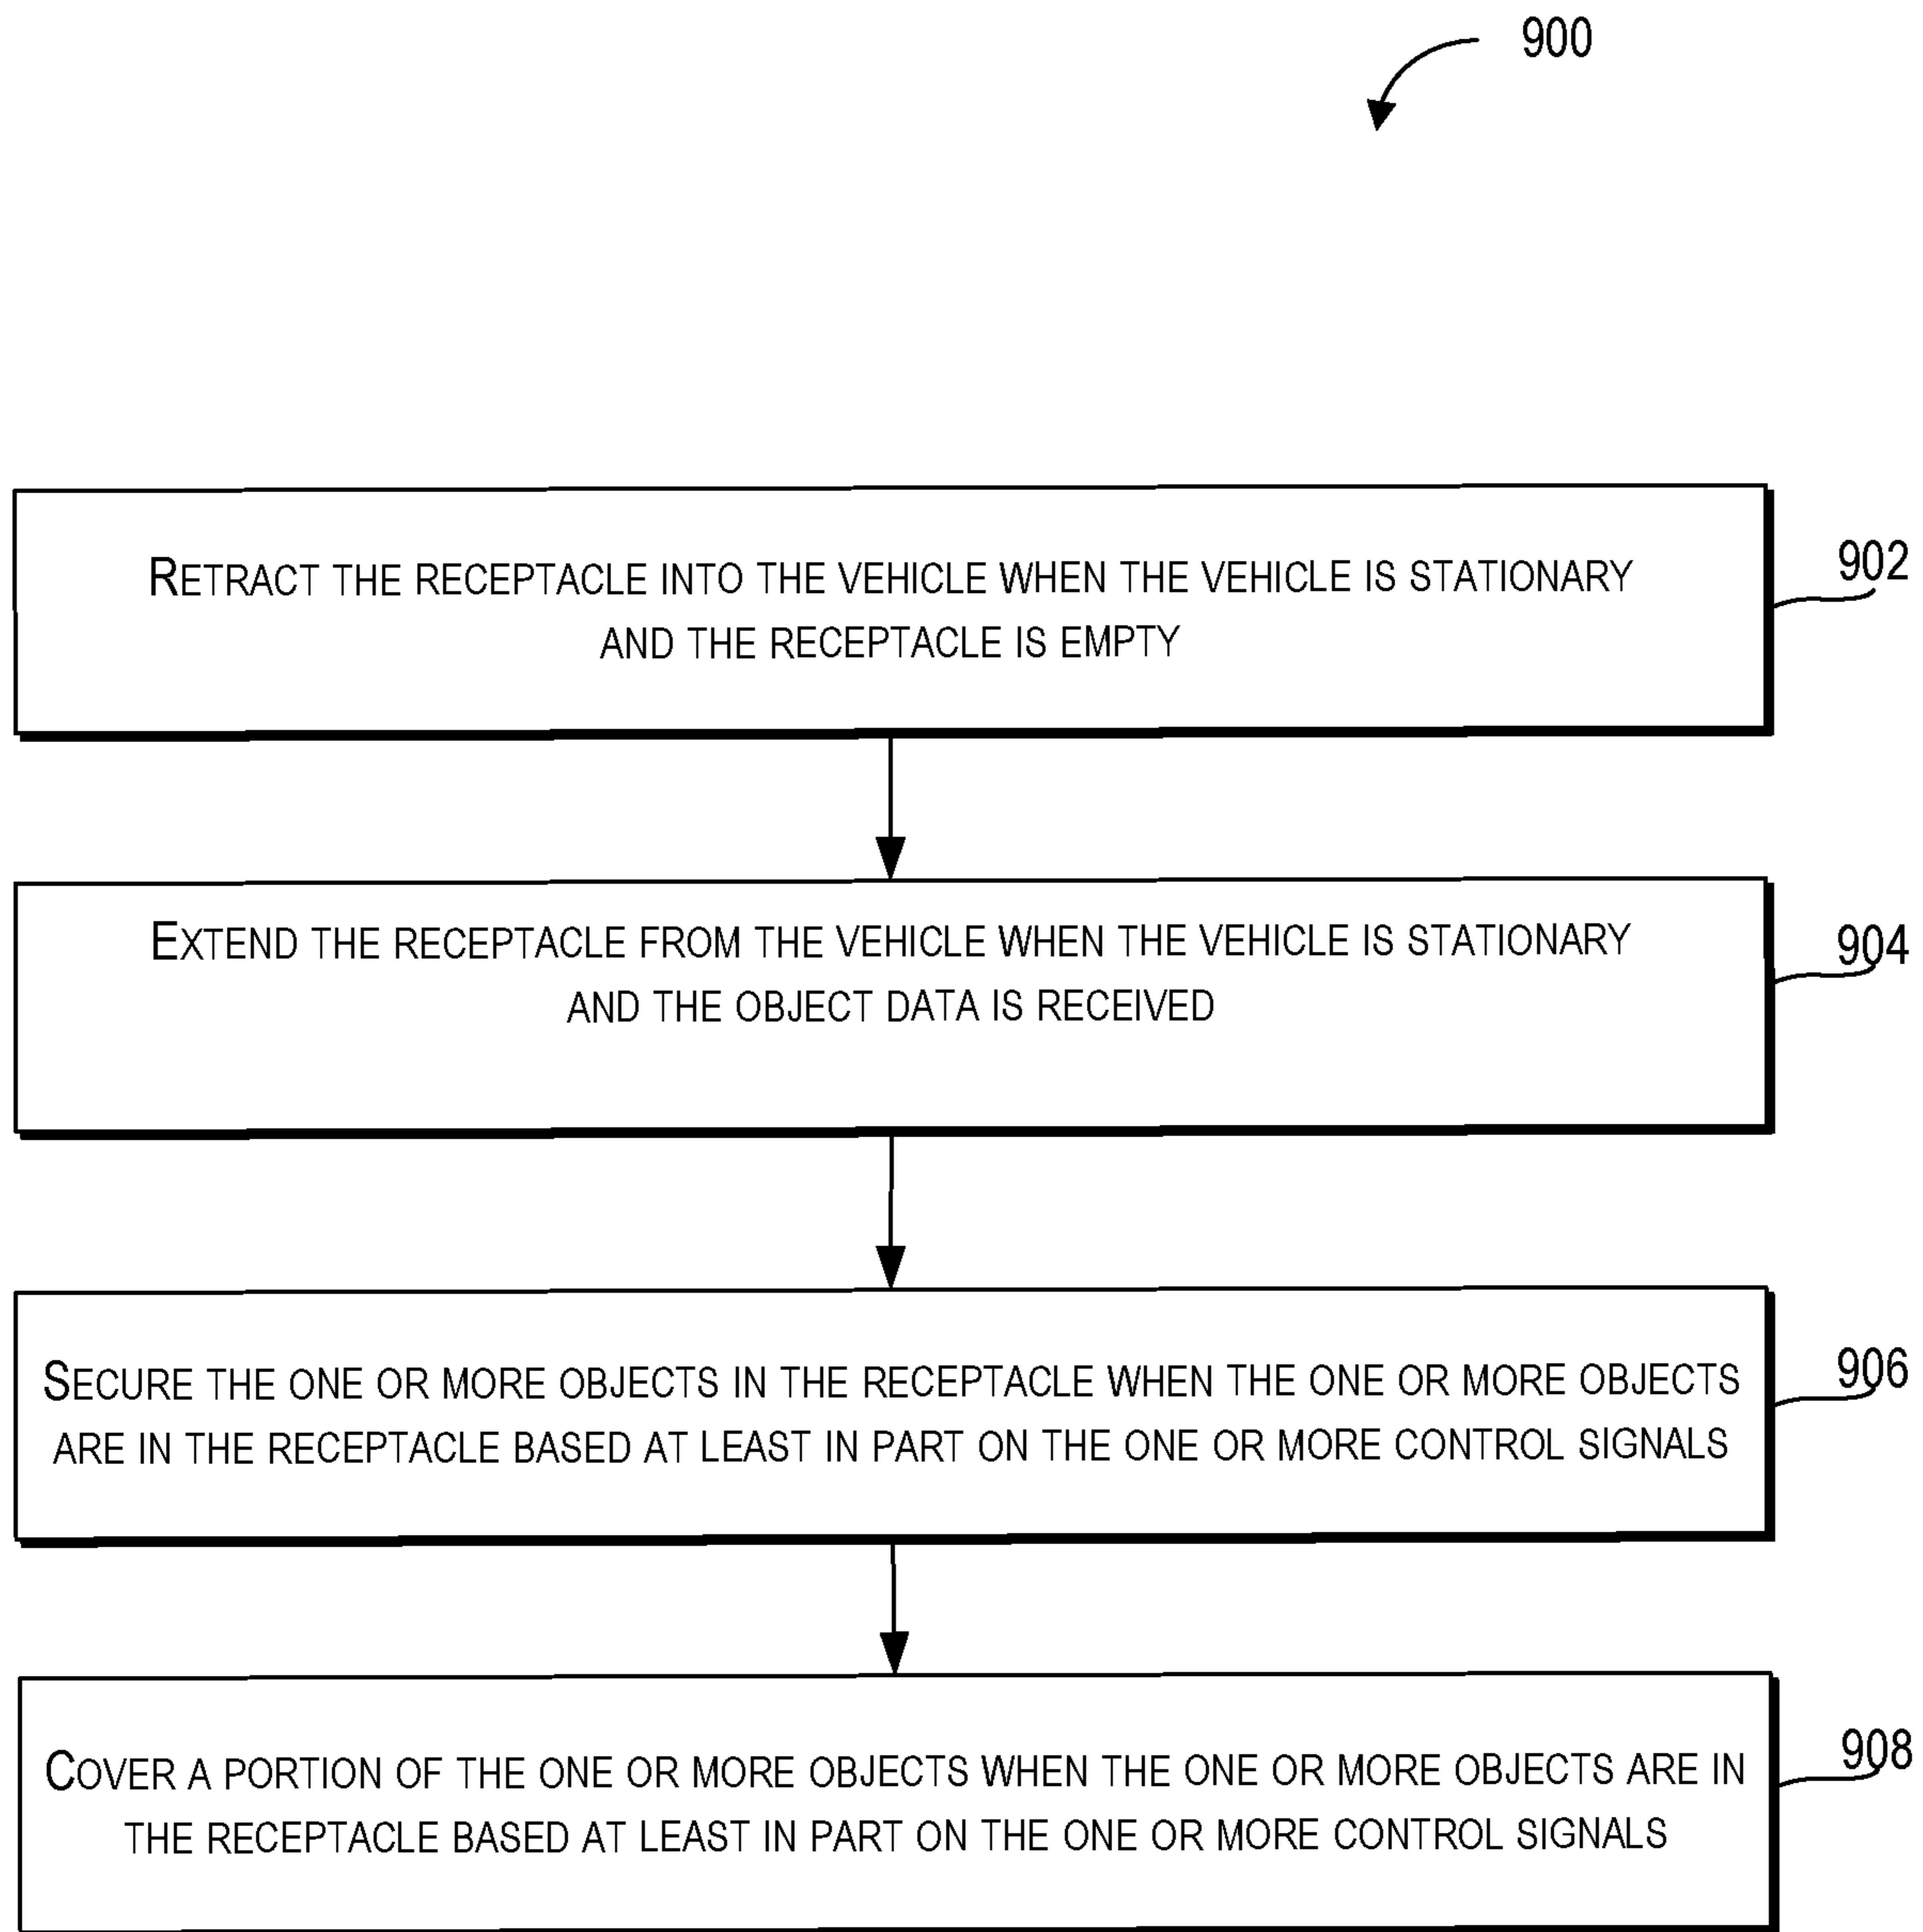 900
RETRACT THE RECEPTACLE INTO THE VEHICLE WHEN THE VEHICLE IS STATIONARY
AND THE RECEPTACLE IS EMPTY
902
EXTEND THE RECEPTACLE FROM THE VEHICLE WHEN THE VEHICLE IS STATIONARY
AND THE OBJECT DATA IS RECEIVED
904
SECURE THE ONE OR MORE OBJECTS IN THE RECEPTACLE WHEN THE ONE OR MORE OBJECTS
ARE IN THE RECEPTACLE BASED AT LEAST IN PART ON THE ONE OR MORE CONTROL SIGNALS
906
COVER A PORTION OF THE ONE OR MORE OBJECTS WHEN THE ONE OR MORE OBJECTS ARE IN
THE RECEPTACLE BASED AT LEAST IN PART ON THE ONE OR MORE CONTROL SIGNALS
908